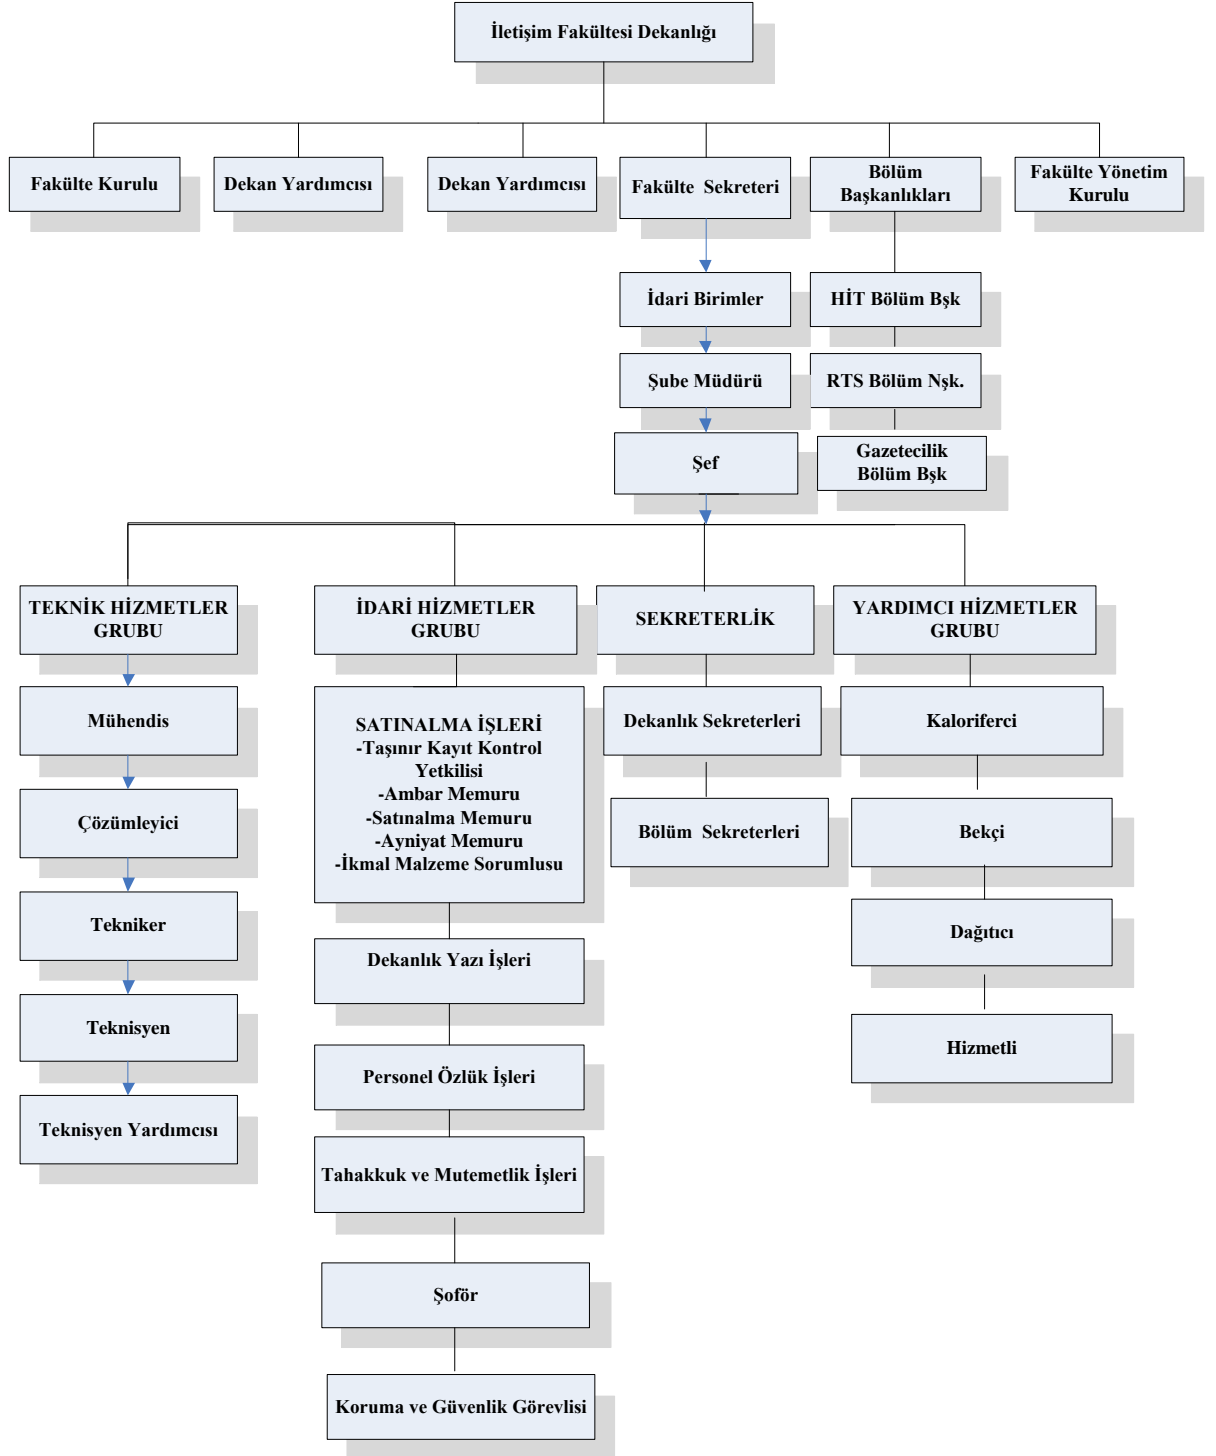 İletişim Fakültesi Dekanlığı
Fakülte Kurulu
Dekan Yardımcısı
Dekan Yardımcısı
Fakülte Sekreteri
Bölüm
Başkanlıkları
Fakülte Yönetim
Kurulu
İdari Birimler
HİT Bölüm Bşk
Şube Müdürü
RTS Bölüm Nşk.
Şef
Gazetecilik
Bölüm Bşk
TEKNİK HİZMETLER
GRUBU
İDARİ HİZMETLER
GRUBU
SEKRETERLİK
YARDIMCI HİZMETLER
GRUBU
Mühendis
Çözümleyici
Tekniker
Teknisyen
Teknisyen Yardımcısı
SATINALMA İŞLERİ
-Taşınır Kayıt Kontrol
Yetkilisi
-Ambar Memuru
-Satınalma Memuru
-Ayniyat Memuru
-İkmal Malzeme Sorumlusu
Dekanlık Yazı İşleri
Personel Özlük İşleri
Tahakkuk ve Mutemetlik İşleri
Şoför
Koruma ve Güvenlik Görevlisi
Dekanlık Sekreterleri
Bölüm Sekreterleri
Kaloriferci
Bekçi
Dağıtıcı
Hizmetli